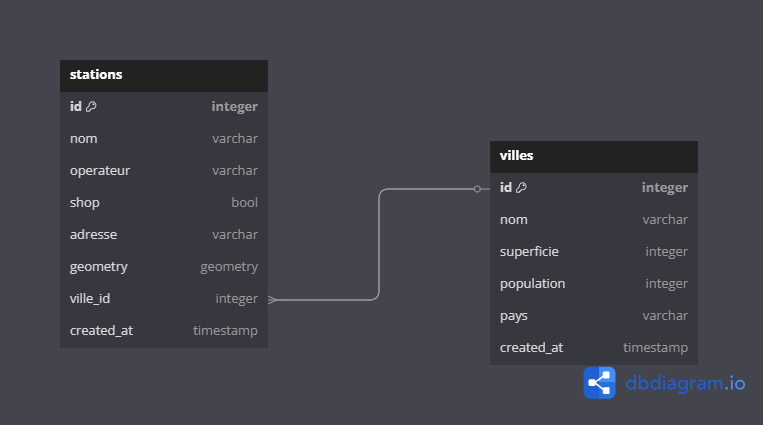 stations
id integer
nom varchar
operateur varchar
shop bool
adresse varchar
geometry geometry
ville_id integer
created_at timestamp
villes
id integer
nom varchar
superficie integer
population integer
pays varchar
created_at timestamp
dbdiagram.io